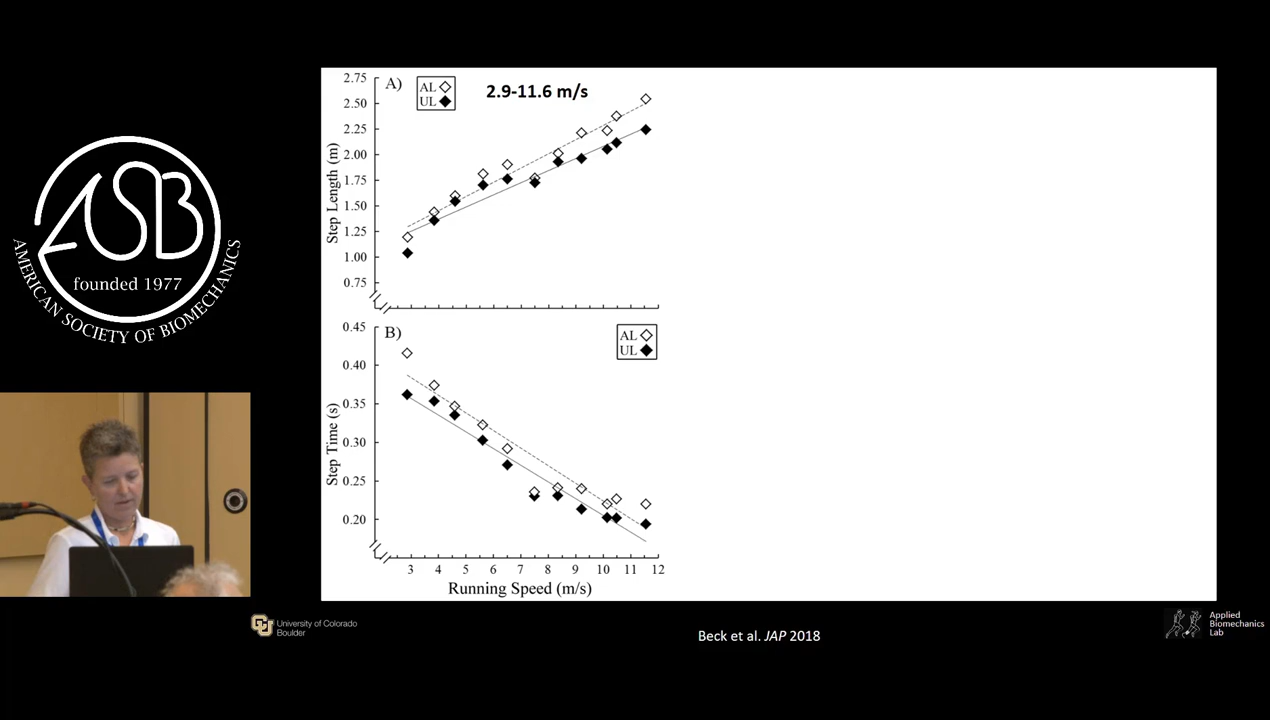 ASB
founded 1977
AMERICAN SOCIETY OF BIOMECHANICS
A)
AL
UL
2.9-11.6 m/s
2.75
2.50
2.25
2.00
1.75
1.50
1.25
1.00
0.75
Step Length (m)
B)
AL
UL
0.45
0.40
0.35
0.30
0.25
0.20
Step Time (s)
3 4 5 6 7 8 9 10 11 12
Running Speed (m/s)
CU
University of Colorado
Boulder
Beck et al. JAP 2018
Applied
Biomechanics
Lab